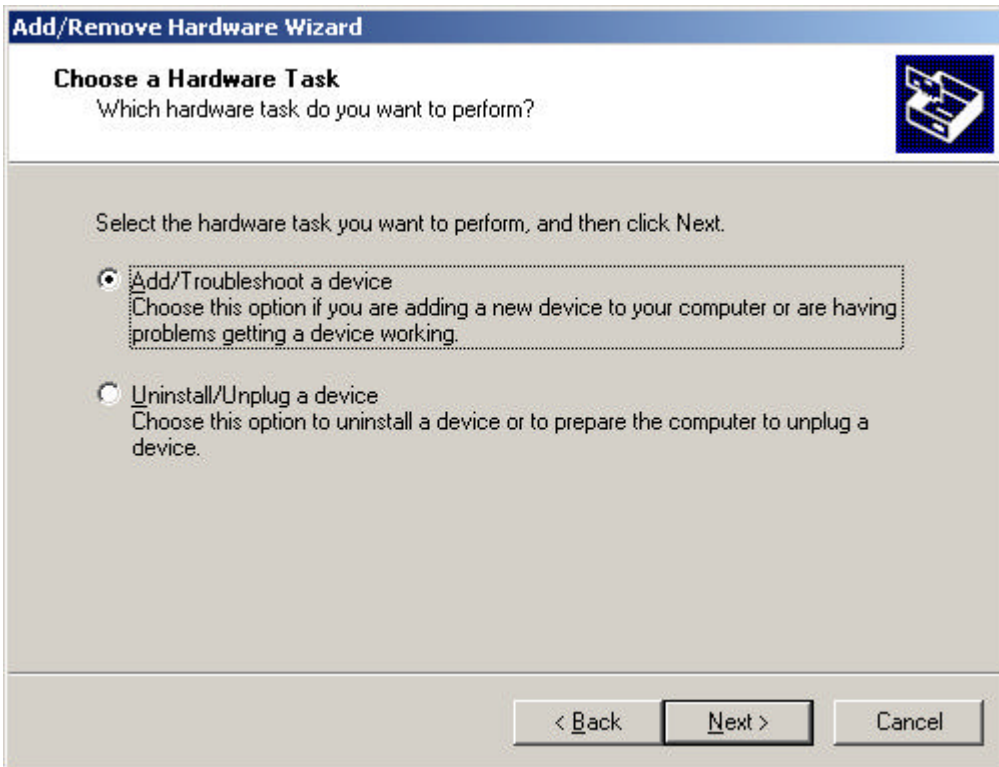 Add/Remove Hardware Wizard
Choose a Hardware Task
Which hardware task do you want to perform?
Select the hardware task you want to perform, and then click Next.
Add/Troubleshoot a device
Choose this option if you are adding a new device to your computer or are having
problems getting a device working.
Uninstall/Unplug a device
Choose this option to uninstall a device or to prepare the computer to unplug a
device.
< Back
Next >
Cancel